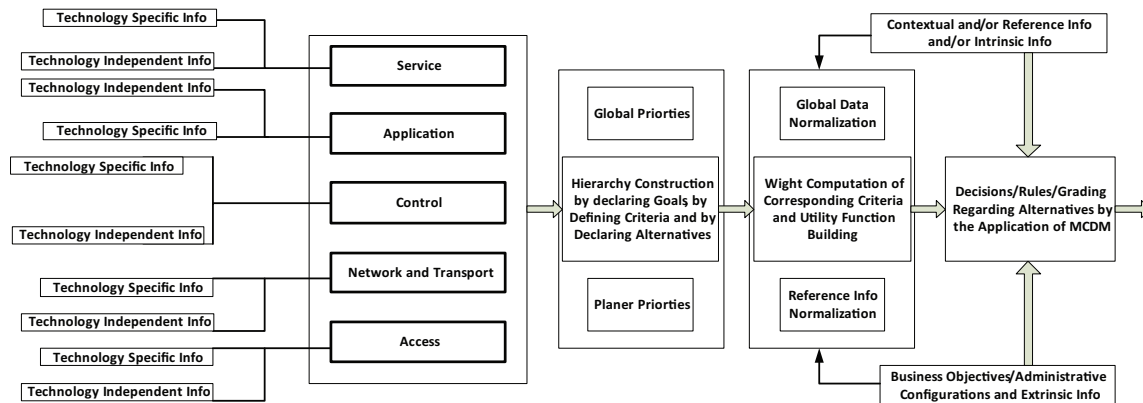 Technology Specific Info
Technology Independent Info
Technology Independent Info
Technology Specific Info
Technology Specific Info
Technology Independent Info
Technology Specific Info
Technology Independent Info
Technology Specific Info
Technology Independent Info
Service
Application
Control
Network and Transport
Access
Global Priorties
Hierarchy Construction
by declaring Goals by
Defining Criteria and by
Declaring Alternatives
Planer Priorties
Global Data
Normalization
Wight Computation of
Corresponding Criteria
and Utility Function
Building
Reference Info
Normalization
Contextual and/or Reference Info
and/or Intrinsic Info
Decisions/Rules/Grading
Regarding Alternatives by
the Application of MCDM
Business Objectives/Administrative
Configurations and Extrinsic Info